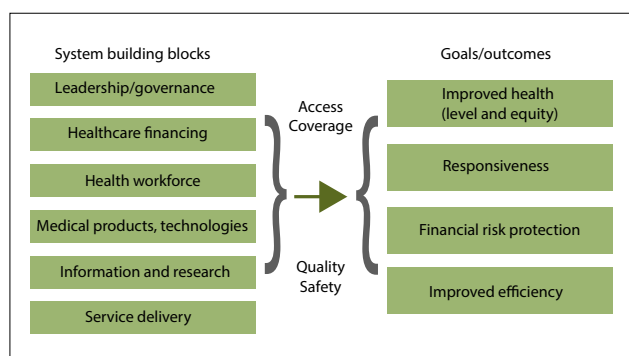 System building blocks
Leadership/governance
Healthcare financing
Health workforce
Medical products, technologies
Information and research
Service delivery
Access
Coverage
Quality
Safety
Goals/outcomes
Improved health
(level and equity)
Responsiveness
Financial risk protection
Improved efficiency